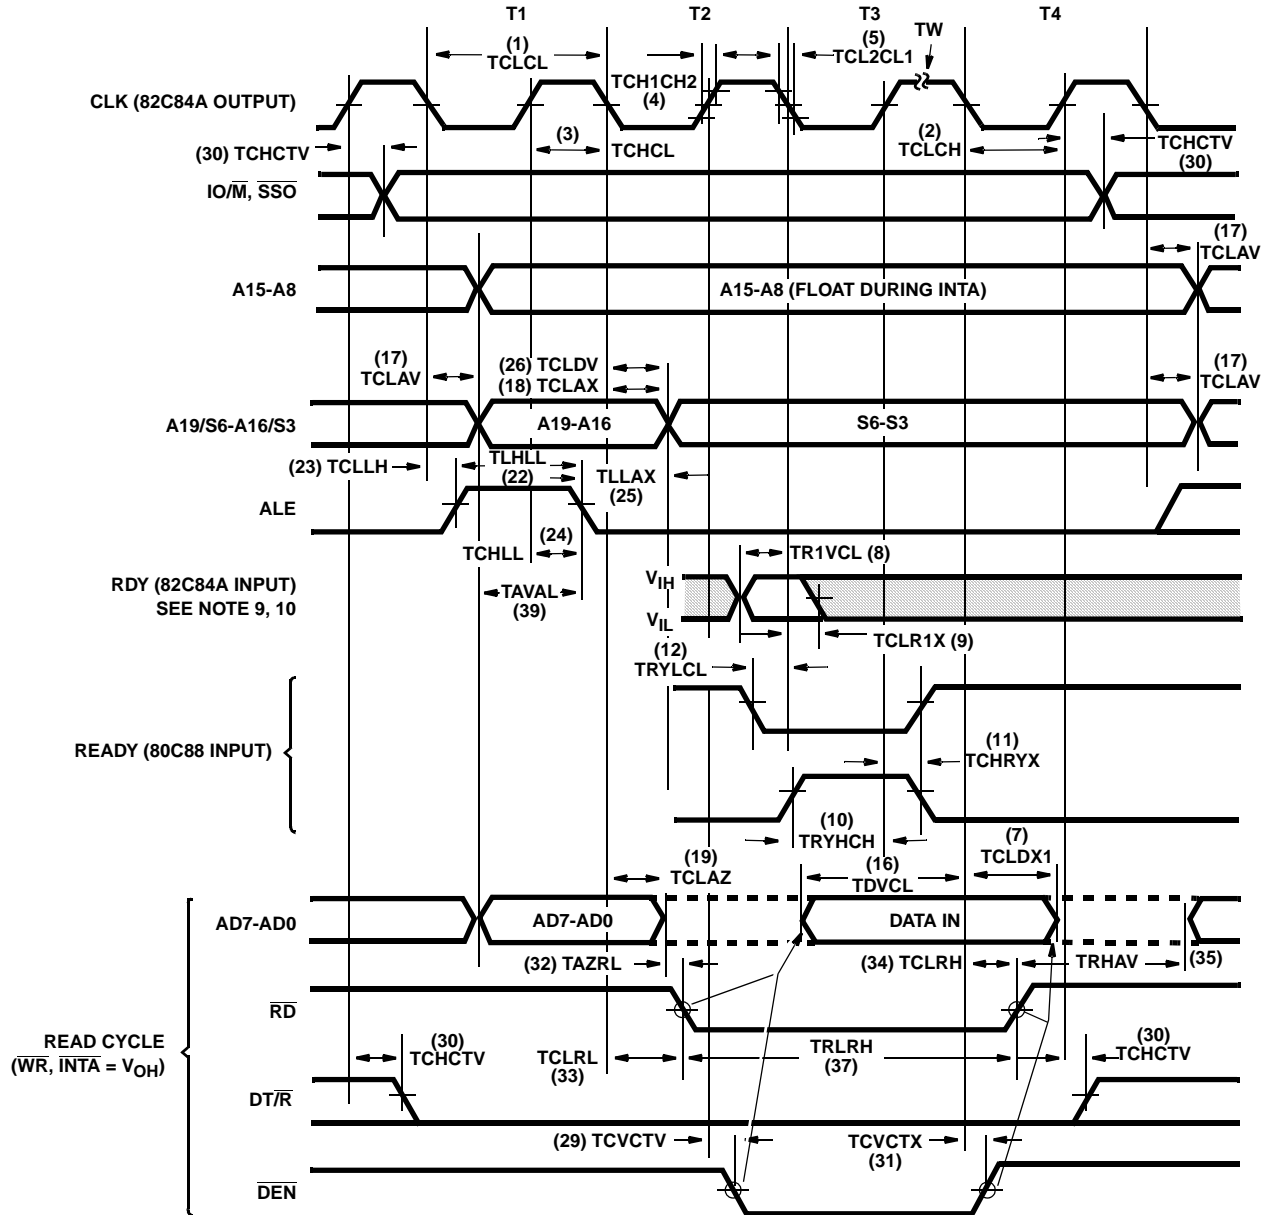 T1 T2 T3 T4
TW
(1)
TCLCL
(5)
TCL2CL1
TCH1CH2
(4)
CLK (82C84A OUTPUT)
(3)
TCHCL
(2)
TCLCH
(30) TCHCTV
TCHCTV
(30)
IO/M̅, S̅S̅O̅
(17)
TCLAV
A15-A8
A15-A8 (FLOAT DURING INTA)
(17)
TCLAV
(26) TCLDV
(18) TCLAX
(17)
TCLAV
A19/S6-A16/S3
A19-A16
S6-S3
(23) TCLLH
TLHLL
(22)
TLLAX
(25)
ALE
(24)
TCHLL
TR1VCL (8)
RDY (82C84A INPUT)
SEE NOTE 9, 10
VIH
VIL
TAVAL
(39)
TCLR1X (9)
(12)
TRYLCL
READY (80C88 INPUT)
(11)
TCHRYX
(10)
TRYHCH
(7)
TCLDX1
(19)
TCLAZ
(16)
TDVCL
AD7-AD0
AD7-AD0
DATA IN
(32) TAZRL
(34) TCLRH
TRHAV
(35)
R̅D̅
READ CYCLE
(W̅R̅, I̅N̅T̅A̅ = VOH)
(30)
TCHCTV
TCLRL
(33)
TRLRH
(37)
(30)
TCHCTV
DT/R̅
(29) TCVCTV
TCVCTX
(31)
D̅E̅N̅